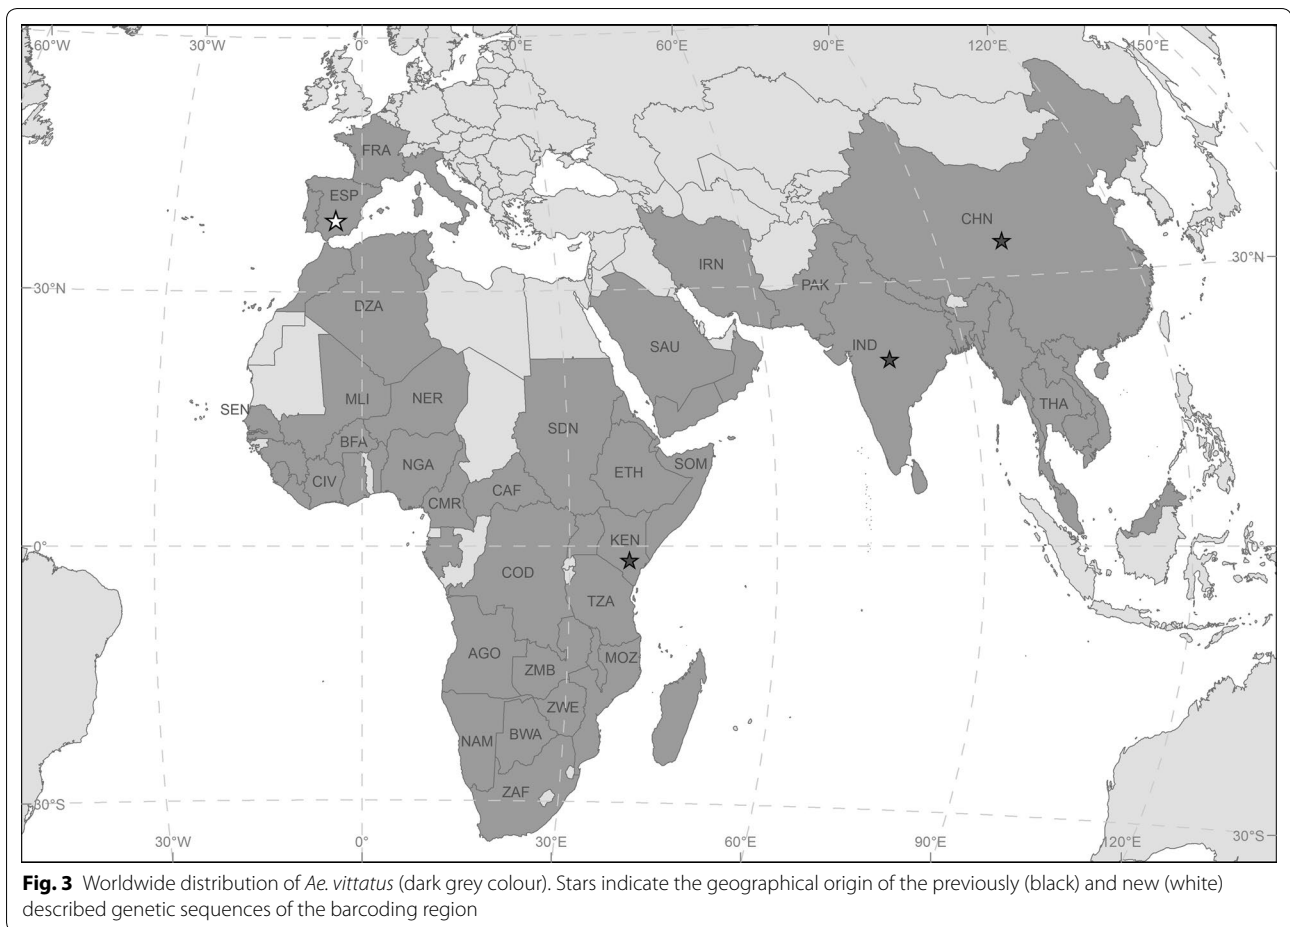 60°W 30°W 0° 30°E 60°E 90°E 120°E 150°E
FRA
ESP
CHN
IRN
30°N
PAK
30°N
DZA
SAU
IND
MLI NER
THA
SEN
SDN
BFA
NGA
SOM
ETH
CIV
CAF
CMR
KEN
0°
0°
COD
TZA
AGO
MOZ
ZMB
ZWE
BWA
NAM
ZAF
30°S
30°S
30°W 0° 30°E 60°E 90°E 120°E
Fig. 3 Worldwide distribution of Ae. vittatus (dark grey colour). Stars indicate the geographical origin of the previously (black) and new (white)
described genetic sequences of the barcoding region